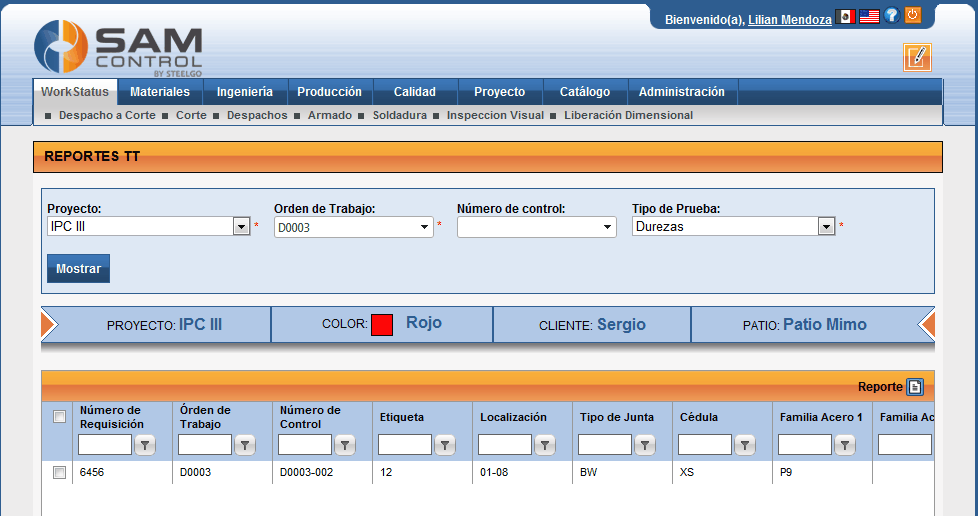 Bienvenido(a), Lilian Mendoza
?
SAM
CONTROL
BY STEELGO
WorkStatus Materiales Ingeniería Producción Calidad Proyecto Catálogo Administración
Despacho a Corte Corte Despachos Armado Soldadura Inspeccion Visual Liberación Dimensional
REPORTES TT
Proyecto: Orden de Trabajo: Número de control: Tipo de Prueba:
IPC III * D0003 * Durezas *
Mostrar
PROYECTO: IPC III COLOR: Rojo CLIENTE: Sergio PATIO: Patio Mimo
Reporte
Número de Requisición Órden de Trabajo Número de Control Etiqueta Localización Tipo de Junta Cédula Familia Acero 1 Familia Ac
6456 D0003 D0003-002 12 01-08 BW XS P9